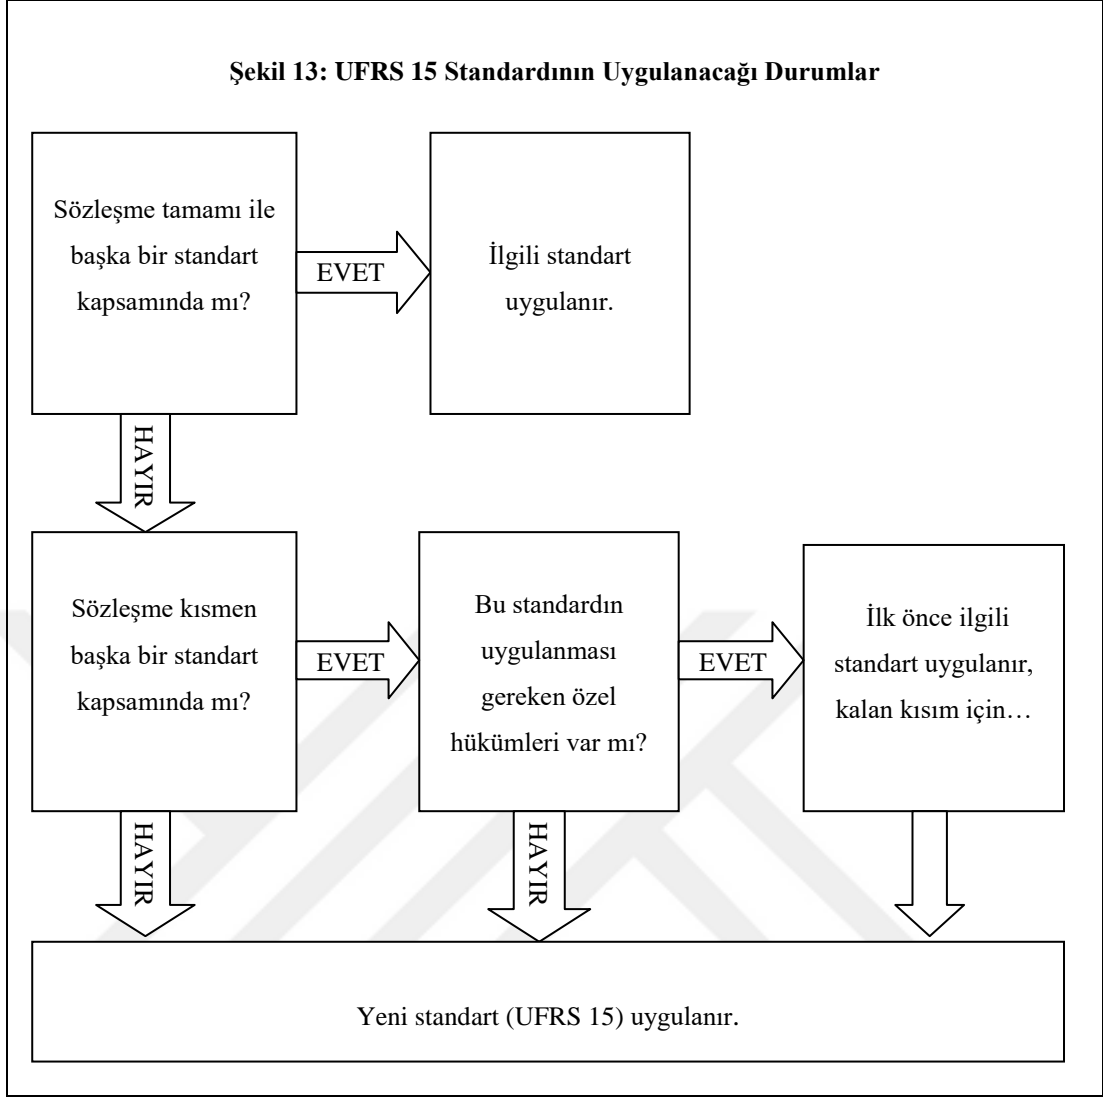 Şekil 13: UFRS 15 Standardının Uygulanacağı Durumlar
Sözleşme tamamı ile
başka bir standart
kapsamında mı?
EVET
İlgili standart
uygulanır.
HAYIR
Sözleşme kısmen
başka bir standart
kapsamında mı?
EVET
Bu standardın
uygulanması
gereken özel
hükümleri var mı?
EVET
İlk önce ilgili
standart uygulanır,
kalan kısım için…
HAYIR
HAYIR
Yeni standart (UFRS 15) uygulanır.